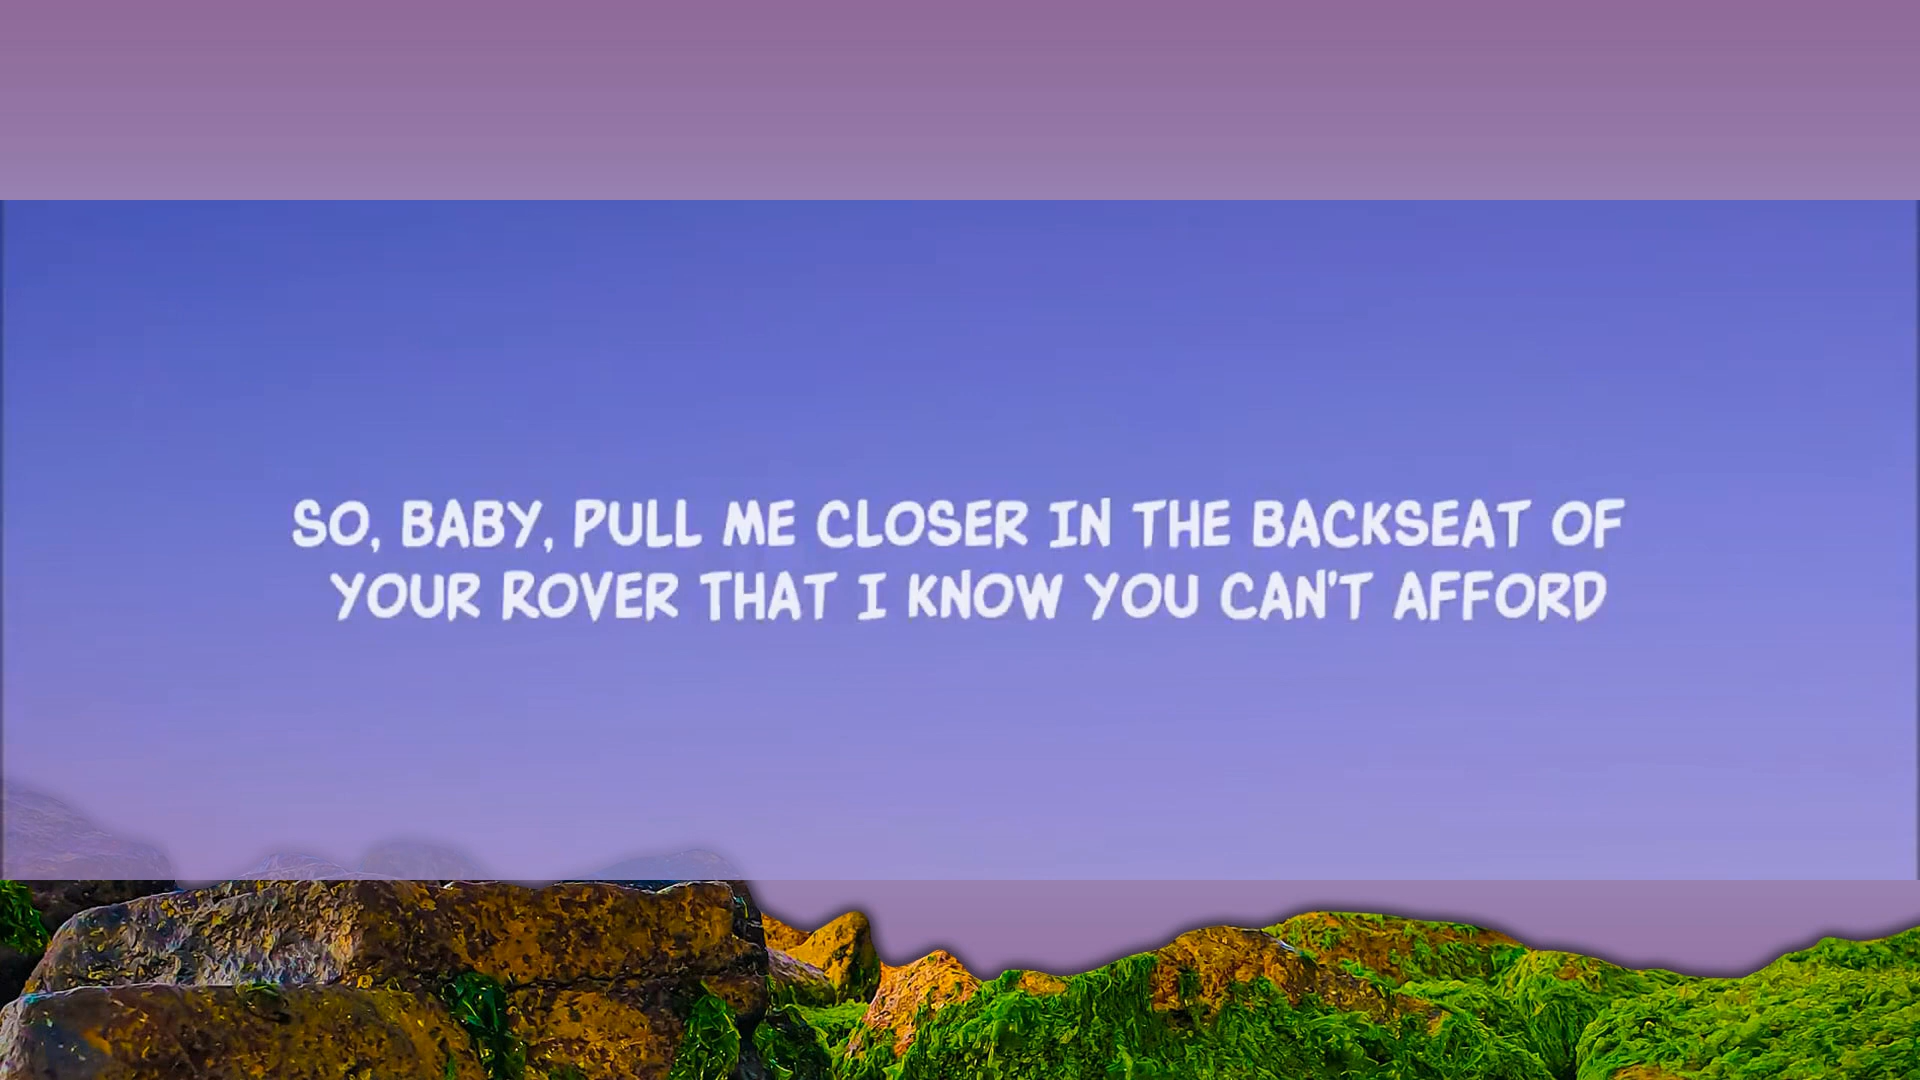 SO, BABY, PULL ME CLOSER IN THE BACKSEAT OF
YOUR ROVER THAT I KNOW YOU CAN'T AFFORD